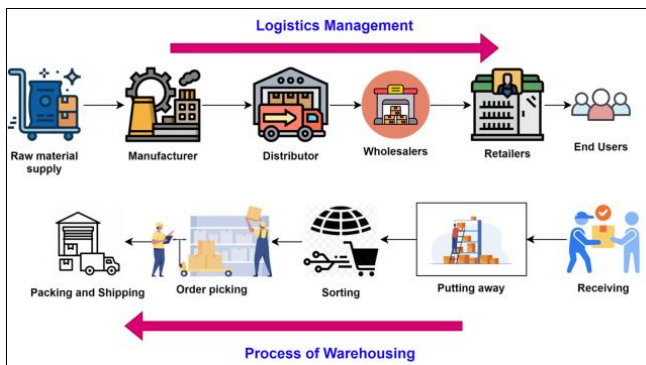 Logistics Management
Raw material
supply
Manufacturer
Distributor
Wholesalers
Retailers
End Users
Packing and Shipping
Order picking
Sorting
Putting away
Receiving
Process of Warehousing